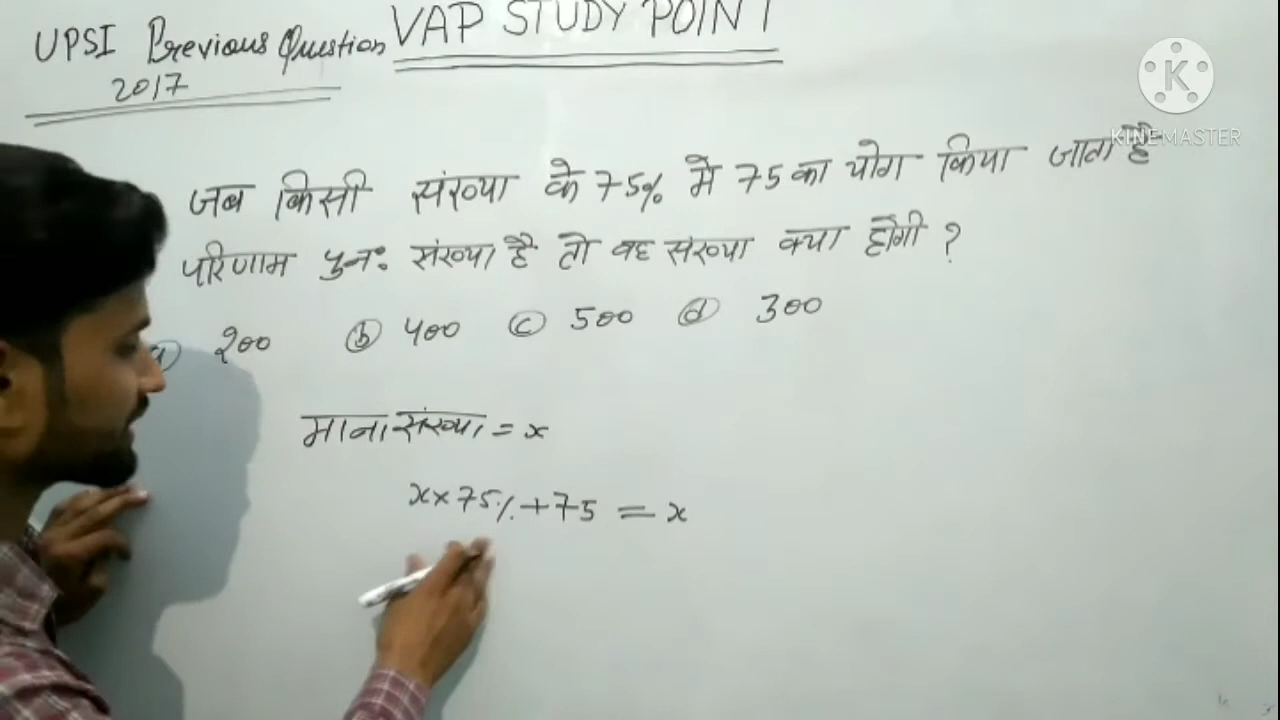 UPSI Previous Question VAP STUDY POINT
2017
K
KINEMASTER
जब किसी संख्या के 75% मे 75 का योग किया जाता है
परिणाम पुनः संख्या है तो वह संख्या क्या होगी ?
a) 200 (b) 400 (c) 500 (d) 300
माना संख्या = x
x × 75% + 75 = x